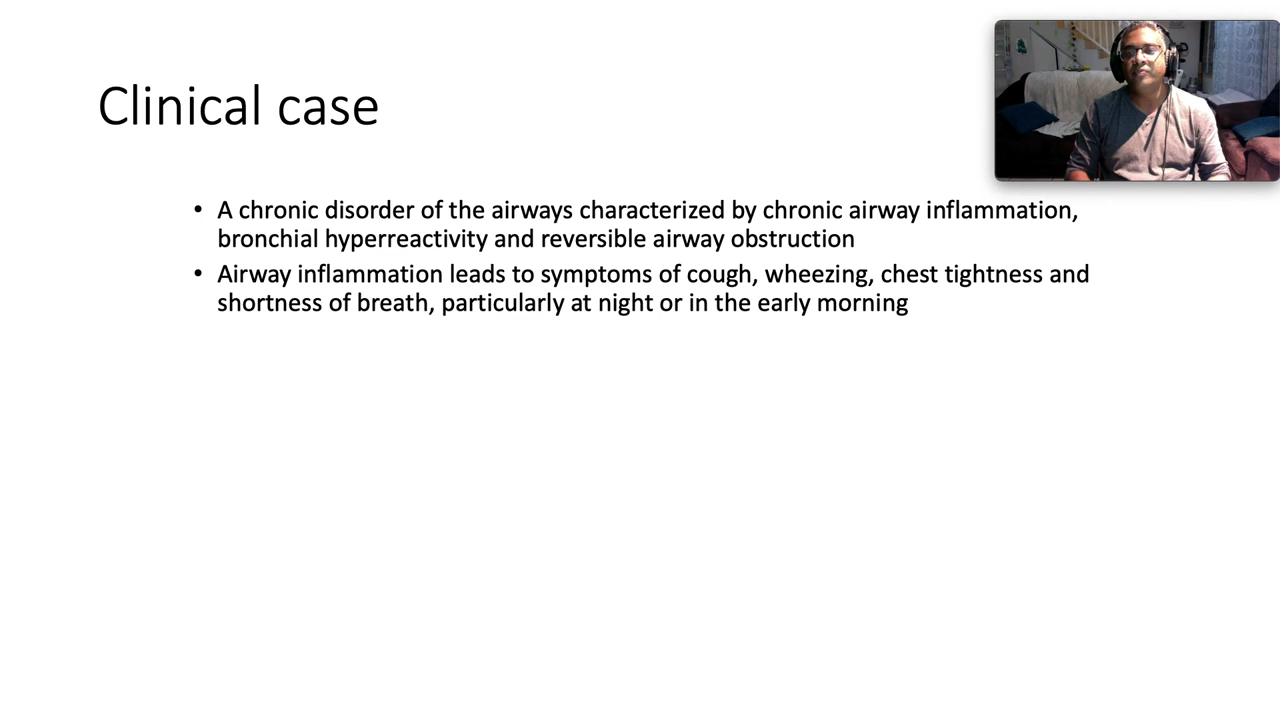 Clinical case
• A chronic disorder of the airways characterized by chronic airway inflammation,
bronchial hyperreactivity and reversible airway obstruction
• Airway inflammation leads to symptoms of cough, wheezing, chest tightness and
shortness of breath, particularly at night or in the early morning